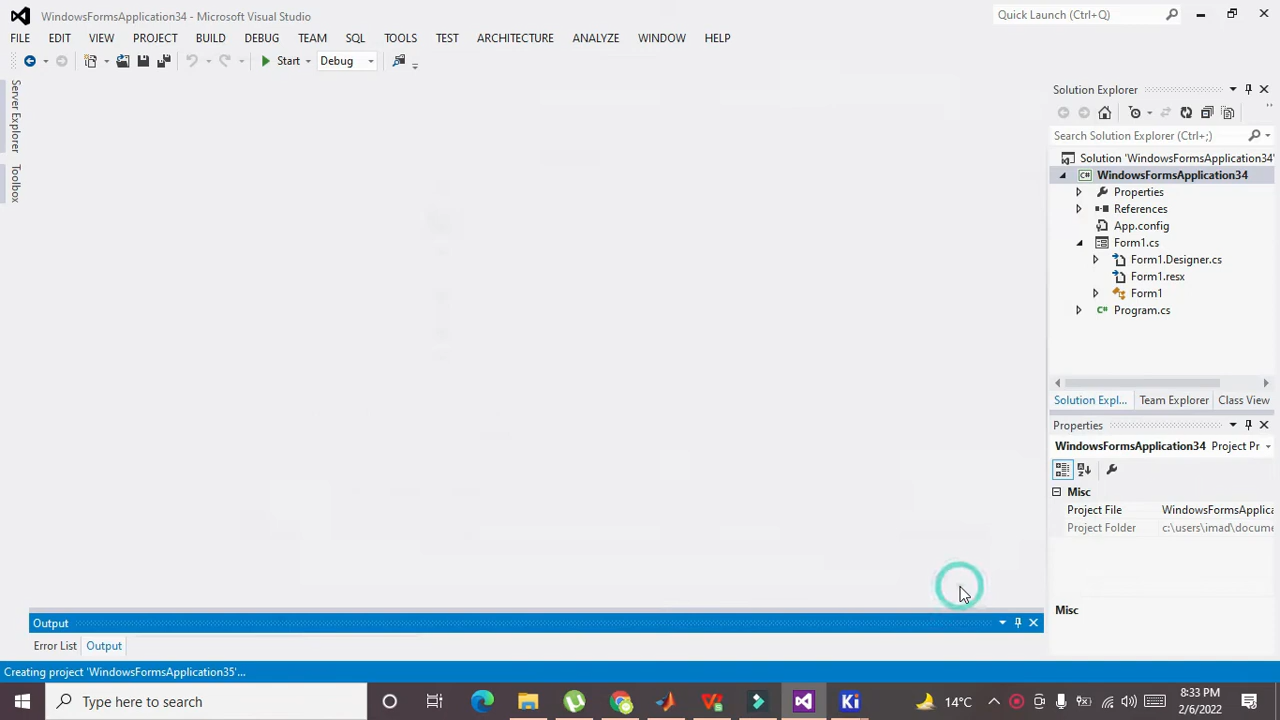 WindowsFormsApplication34 - Microsoft Visual Studio
Quick Launch (Ctrl+Q)
FILE EDIT VIEW PROJECT BUILD DEBUG TEAM SQL TOOLS TEST ARCHITECTURE ANALYZE WINDOW HELP
Start Debug
Server Explorer
Toolbox
Solution Explorer
Search Solution Explorer (Ctrl+;)
Solution 'WindowsFormsApplication34'
C# WindowsFormsApplication34
Properties
References
App.config
Form1.cs
Form1.Designer.cs
Form1.resx
Form1
C# Program.cs
Solution Expl... Team Explorer Class View
Properties
WindowsFormsApplication34 Project Pr
Misc
Project File WindowsFormsApplica
Project Folder c:\users\imad\docume
Misc
Output
Error List Output
Creating project 'WindowsFormsApplication35'...
Type here to search
Ki
14°C
8:33 PM
2/6/2022